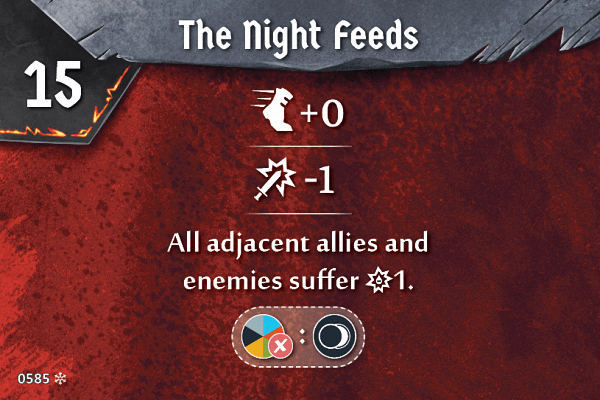 The Night Feeds
15
+0
-1
All adjacent allies and
enemies suffer 1.
:
0585